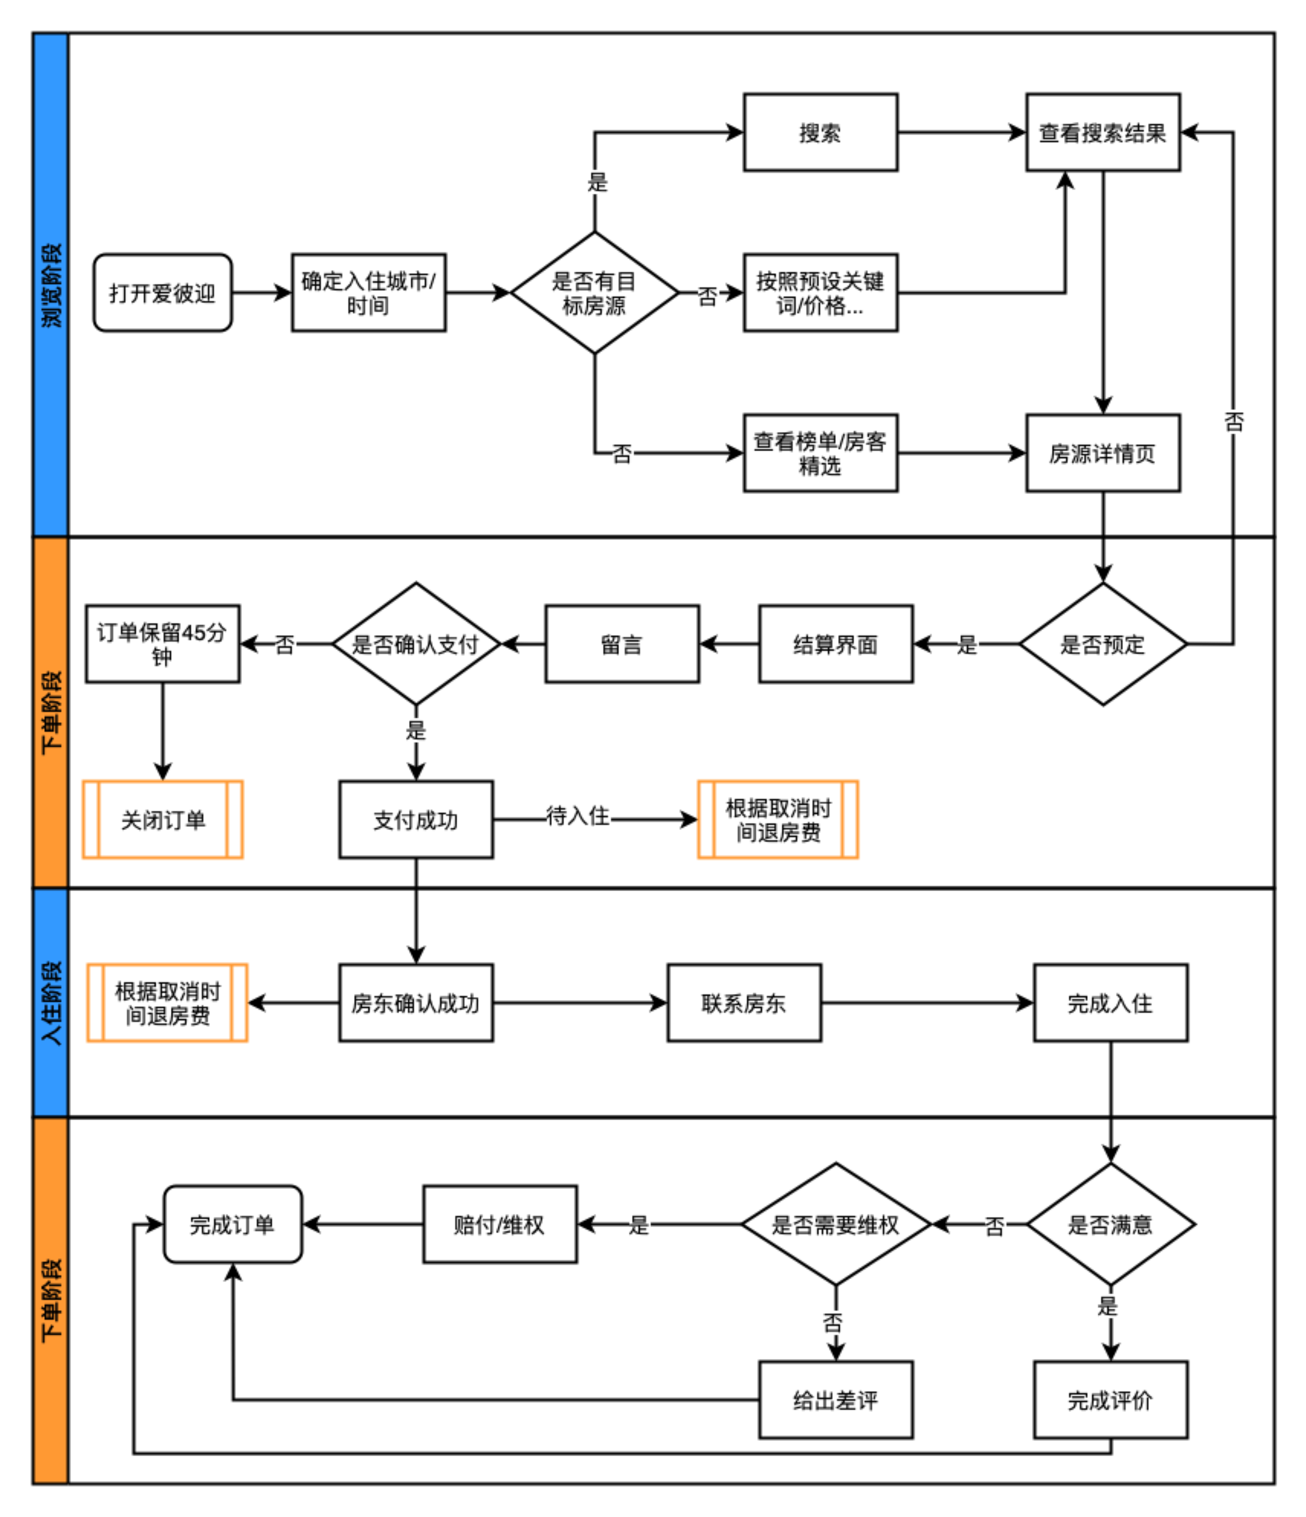 浏览阶段
搜索
查看搜索结果
是
打开爱彼迎
确定入住城市/
时间
是否有目
标房源
否
按照预设关键
词/价格...
否
否
查看榜单/房客
精选
房源详情页
下单阶段
订单保留45分
钟
否
是否确认支付
留言
结算界面
是
是否预定
是
关闭订单
支付成功
待入住
根据取消时
间退房费
入住阶段
根据取消时
间退房费
房东确认成功
联系房东
完成入住
下单阶段
完成订单
赔付/维权
是
是否需要维权
否
是否满意
否
是
给出差评
完成评价